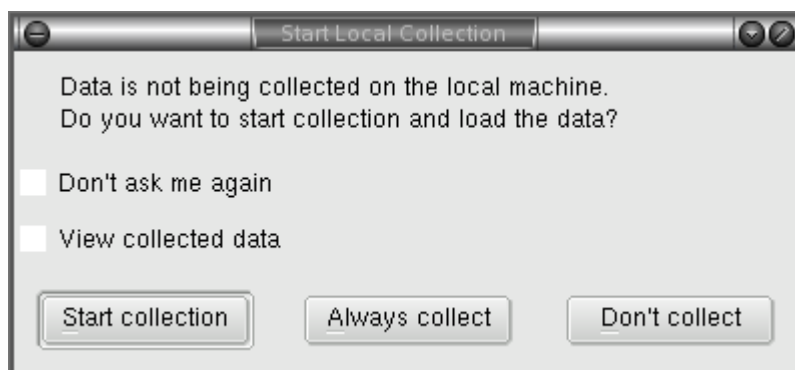 Start Local Collection
Data is not being collected on the local machine.
Do you want to start collection and load the data?
Don't ask me again
View collected data
Start collection Always collect Don't collect